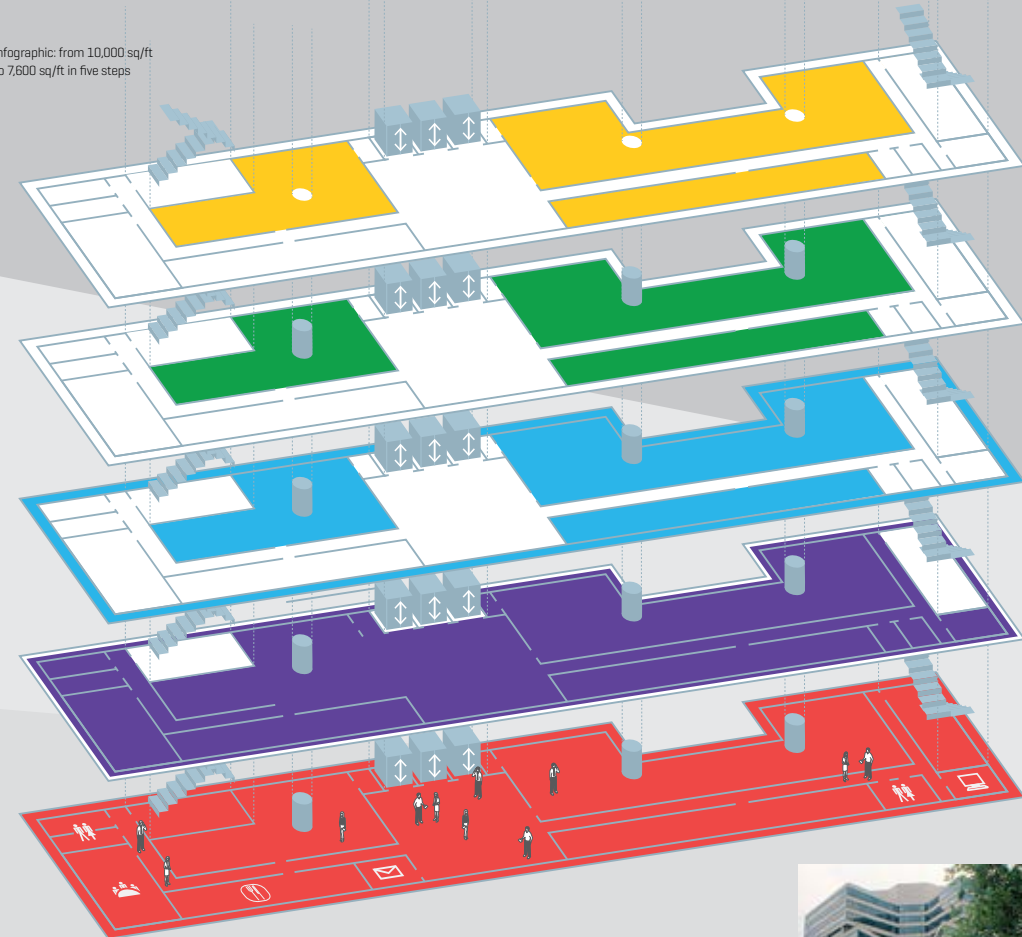 nfographic: from 10,000 sq/ft
o 7,600 sq/ft in five steps